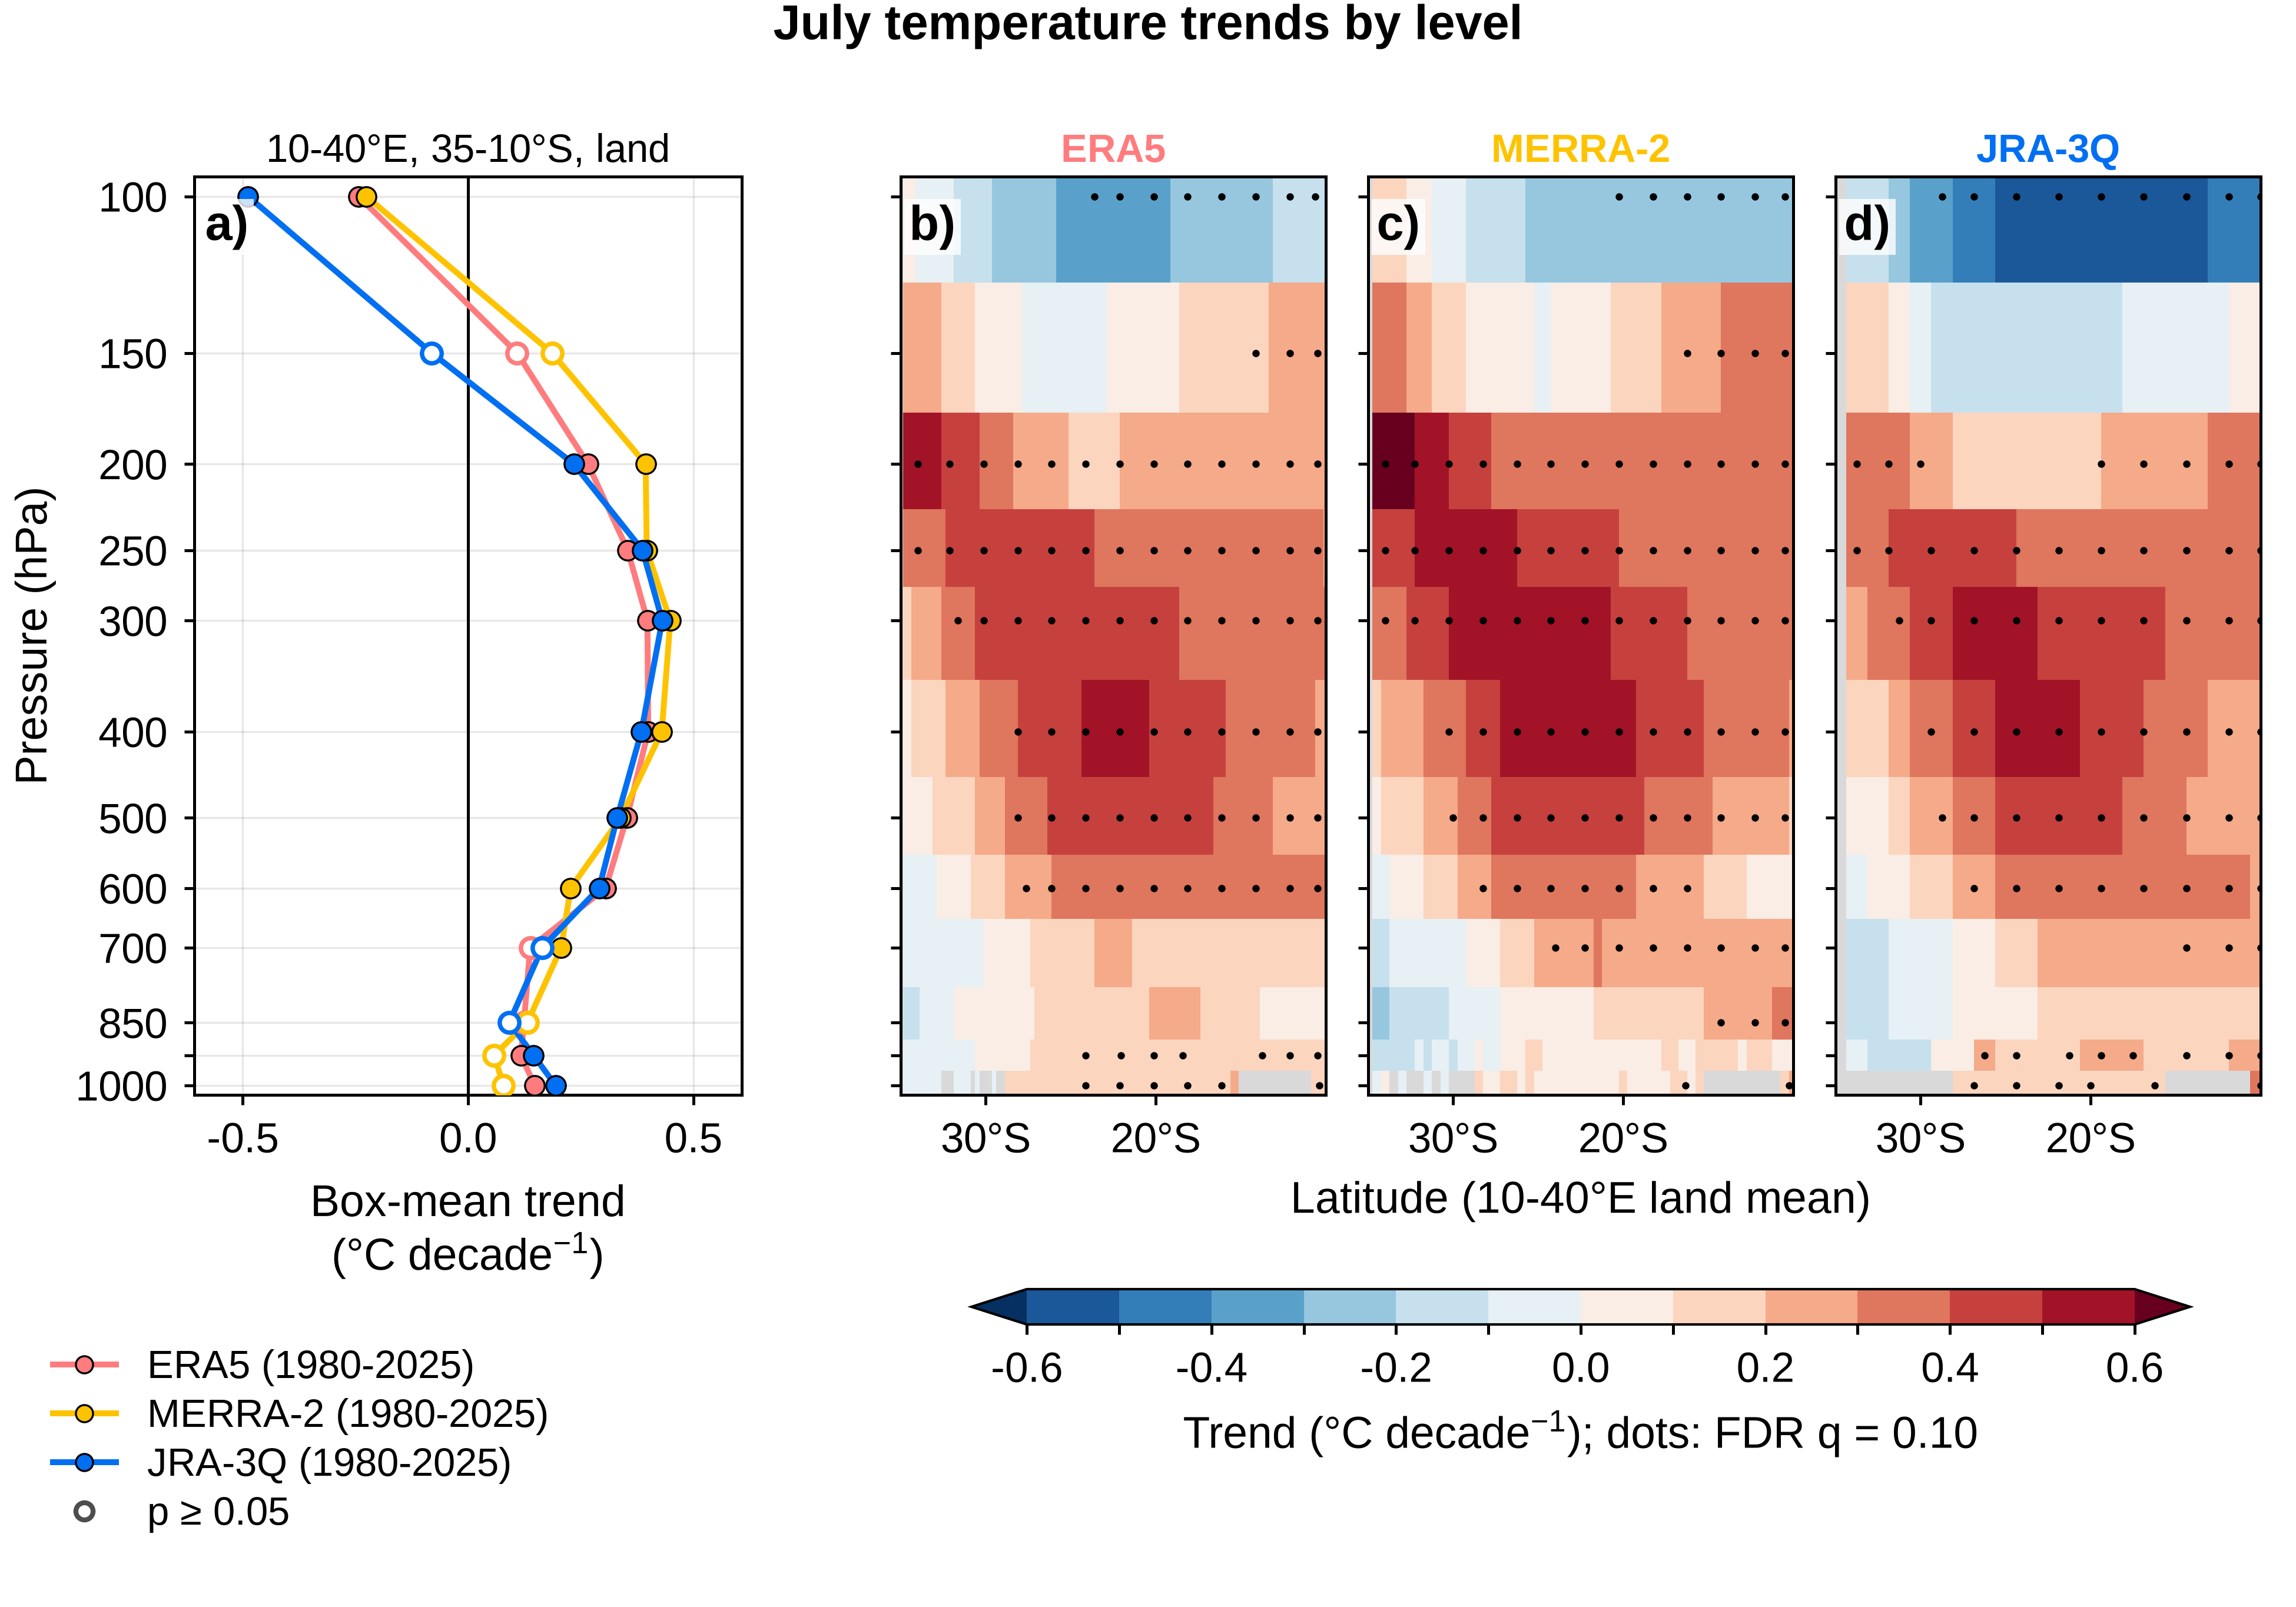 July temperature trends by level
10-40°E, 35-10°S, land
ERA5
MERRA-2
JRA-3Q
a)
b)
c)
d)
Pressure (hPa)
100
150
200
250
300
400
500
600
700
850
1000
-0.5 0.0 0.5
Box-mean trend
(°C decade⁻¹)
30°S 20°S
30°S 20°S
30°S 20°S
Latitude (10-40°E land mean)
-0.6 -0.4 -0.2 0.0 0.2 0.4 0.6
Trend (°C decade⁻¹); dots: FDR q = 0.10
ERA5 (1980-2025)
MERRA-2 (1980-2025)
JRA-3Q (1980-2025)
p ≥ 0.05